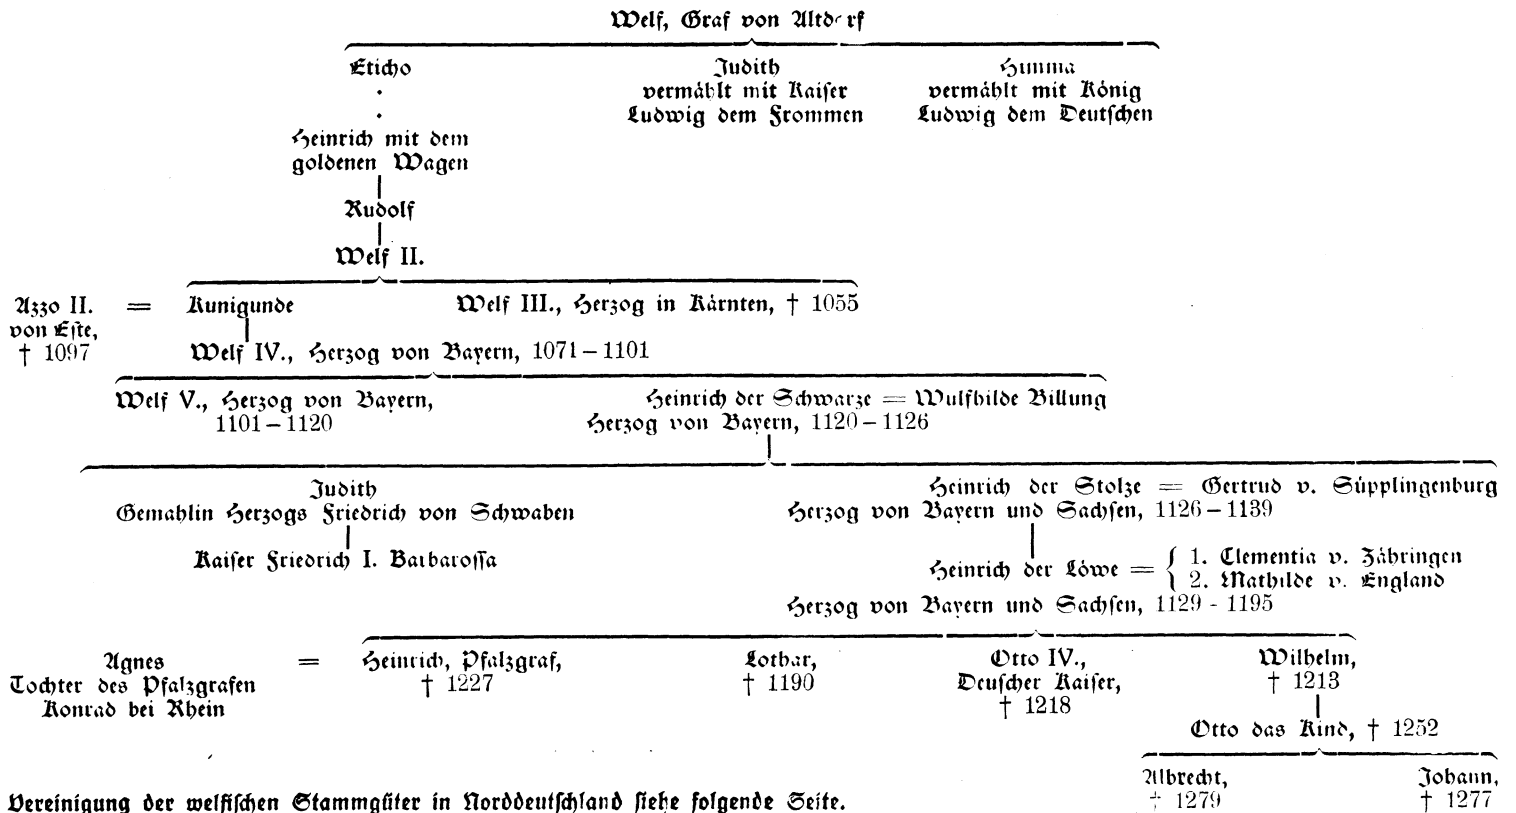 Welf, Graf von Altdorf
Eticho
Judith
vermählt mit Kaiser
Ludwig dem Frommen
Himma
vermählt mit König
Ludwig dem Deutschen
Heinrich mit dem
goldenen Wagen
Rudolf
Welf II.
Azzo II.
von Este,
† 1097
=
Kunigunde
Welf III., Herzog in Kärnten, † 1055
Welf IV., Herzog von Bayern, 1071–1101
Welf V., Herzog von Bayern,
1101–1120
Heinrich der Schwarze = Wulfhilde Billung
Herzog von Bayern, 1120–1126
Judith
Gemahlin Herzogs Friedrich von Schwaben
Kaiser Friedrich I. Barbarossa
Heinrich der Stolze = Gertrud v. Süpplingenburg
Herzog von Bayern und Sachsen, 1126–1139
Heinrich der Löwe = { 1. Clementia v. Zähringen
2. Mathilde v. England
Herzog von Bayern und Sachsen, 1129 - 1195
Agnes
Tochter des Pfalzgrafen
Konrad bei Rhein
=
Heinrich, Pfalzgraf,
† 1227
Lothar,
† 1190
Otto IV.,
Deuscher Kaiser,
† 1218
Wilhelm,
† 1213
Otto das Kind, † 1252
Albrecht,
† 1279
Johann,
† 1277
Vereinigung der welfischen Stammgüter in Norddeutschland siehe folgende Seite.